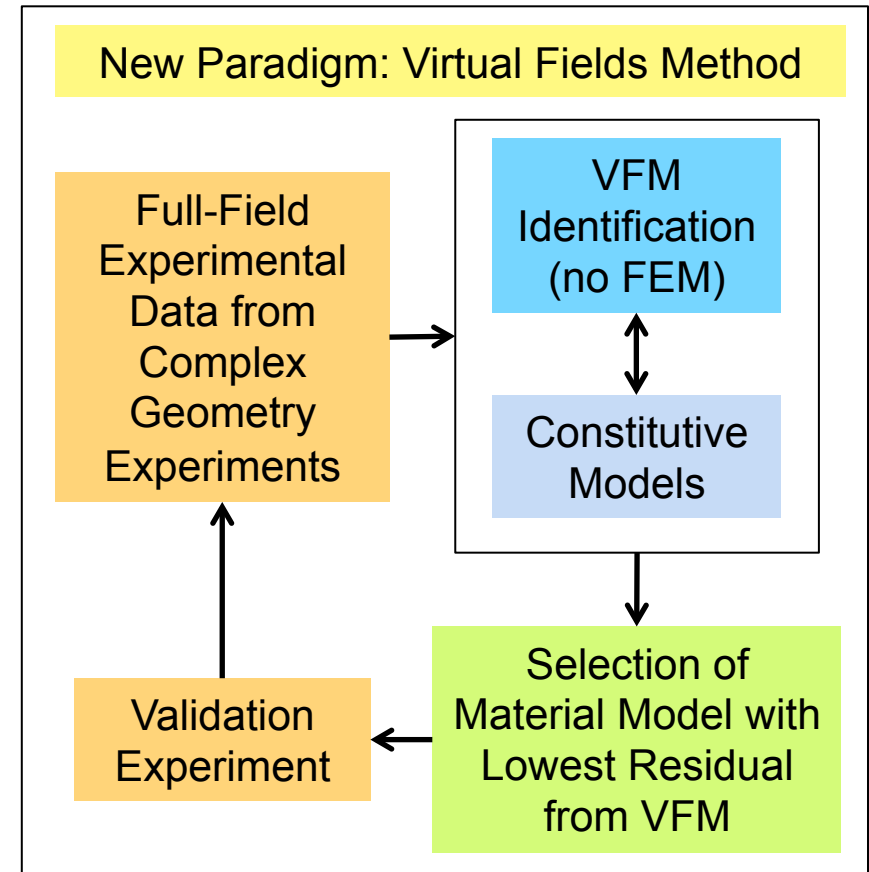 New Paradigm: Virtual Fields Method
Full-Field
Experimental
Data from
Complex
Geometry
Experiments
VFM
Identification
(no FEM)
Constitutive
Models
Selection of
Material Model with
Lowest Residual
from VFM
Validation
Experiment